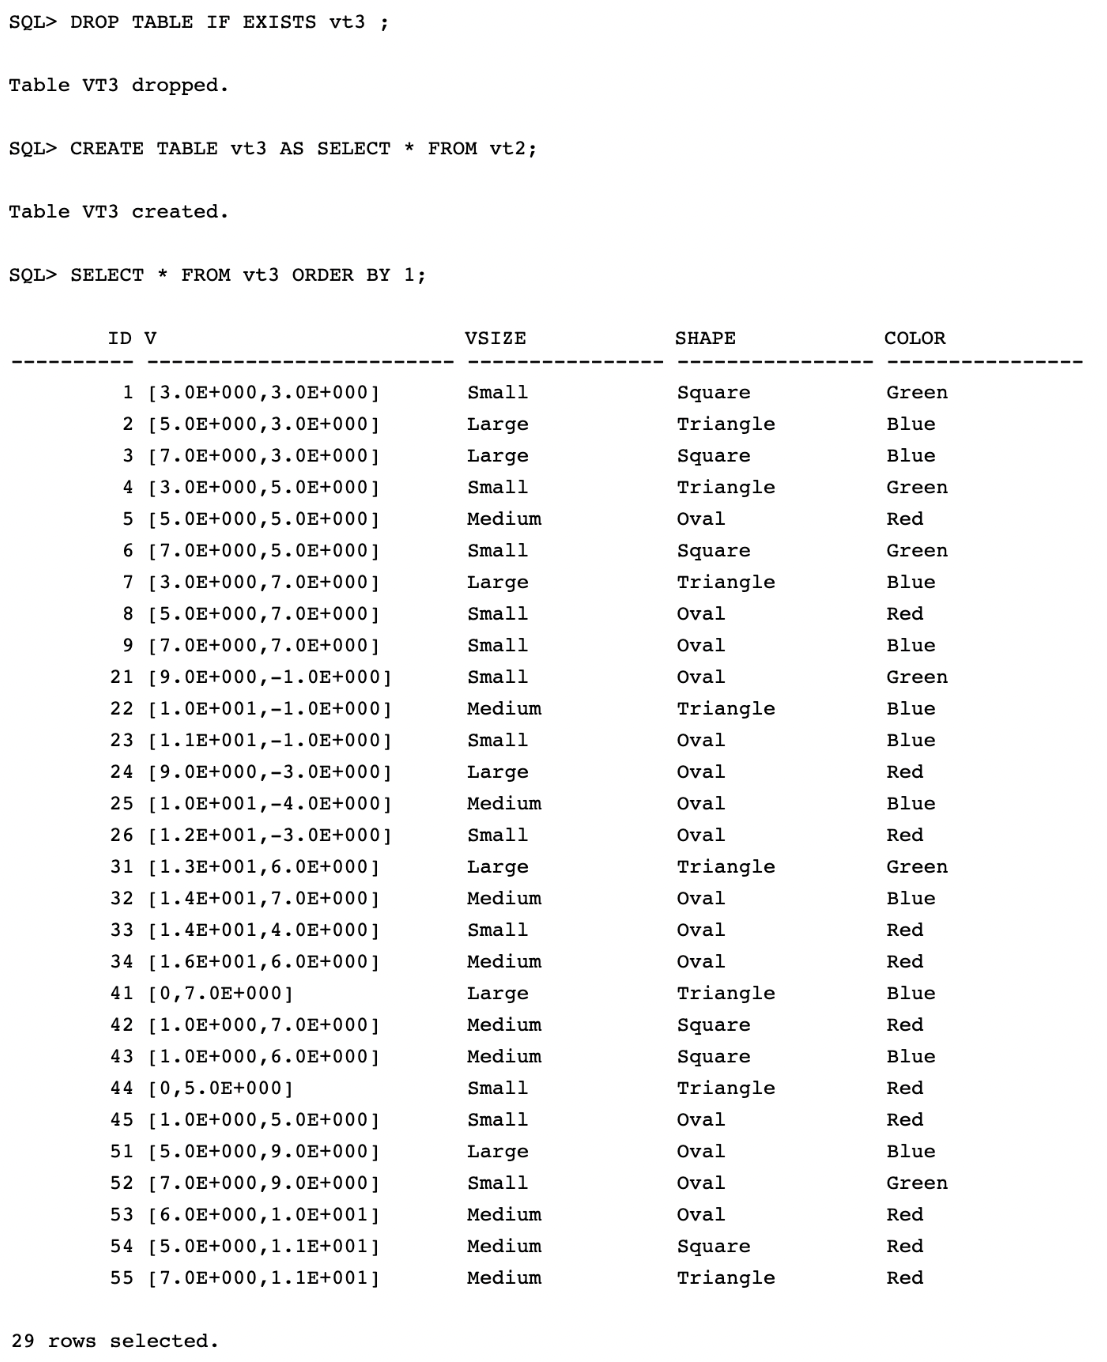 SQL> DROP TABLE IF EXISTS vt3 ;
Table VT3 dropped.
SQL> CREATE TABLE vt3 AS SELECT * FROM vt2;
Table VT3 created.
SQL> SELECT * FROM vt3 ORDER BY 1;
ID V VSIZE SHAPE COLOR
---------- ------------------------- ---------------- ---------------- ----------------
1 [3.0E+000,3.0E+000] Small Square Green
2 [5.0E+000,3.0E+000] Large Triangle Blue
3 [7.0E+000,3.0E+000] Large Square Blue
4 [3.0E+000,5.0E+000] Small Triangle Green
5 [5.0E+000,5.0E+000] Medium Oval Red
6 [7.0E+000,5.0E+000] Small Square Green
7 [3.0E+000,7.0E+000] Large Triangle Blue
8 [5.0E+000,7.0E+000] Small Oval Red
9 [7.0E+000,7.0E+000] Small Oval Blue
21 [9.0E+000,-1.0E+000] Small Oval Green
22 [1.0E+001,-1.0E+000] Medium Triangle Blue
23 [1.1E+001,-1.0E+000] Small Oval Blue
24 [9.0E+000,-3.0E+000] Large Oval Red
25 [1.0E+001,-4.0E+000] Medium Oval Blue
26 [1.2E+001,-3.0E+000] Small Oval Red
31 [1.3E+001,6.0E+000] Large Triangle Green
32 [1.4E+001,7.0E+000] Medium Oval Blue
33 [1.4E+001,4.0E+000] Small Oval Red
34 [1.6E+001,6.0E+000] Medium Oval Red
41 [0,7.0E+000] Large Triangle Blue
42 [1.0E+000,7.0E+000] Medium Square Red
43 [1.0E+000,6.0E+000] Medium Square Blue
44 [0,5.0E+000] Small Triangle Red
45 [1.0E+000,5.0E+000] Small Oval Red
51 [5.0E+000,9.0E+000] Large Oval Blue
52 [7.0E+000,9.0E+000] Small Oval Green
53 [6.0E+000,1.0E+001] Medium Oval Red
54 [5.0E+000,1.1E+001] Medium Square Red
55 [7.0E+000,1.1E+001] Medium Triangle Red
29 rows selected.